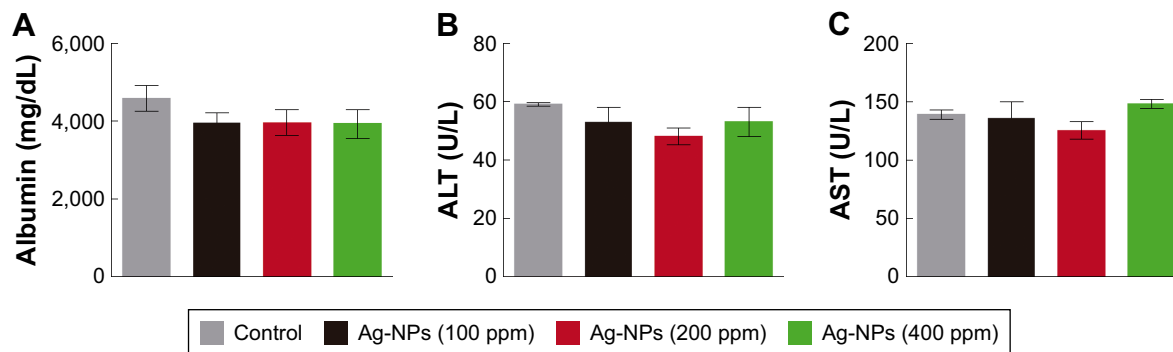 A
Albumin (mg/dL)
6,000
4,000
2,000
0
B
ALT (U/L)
80
60
40
20
0
C
AST (U/L)
200
150
100
50
0
Control Ag-NPs (100 ppm) Ag-NPs (200 ppm) Ag-NPs (400 ppm)